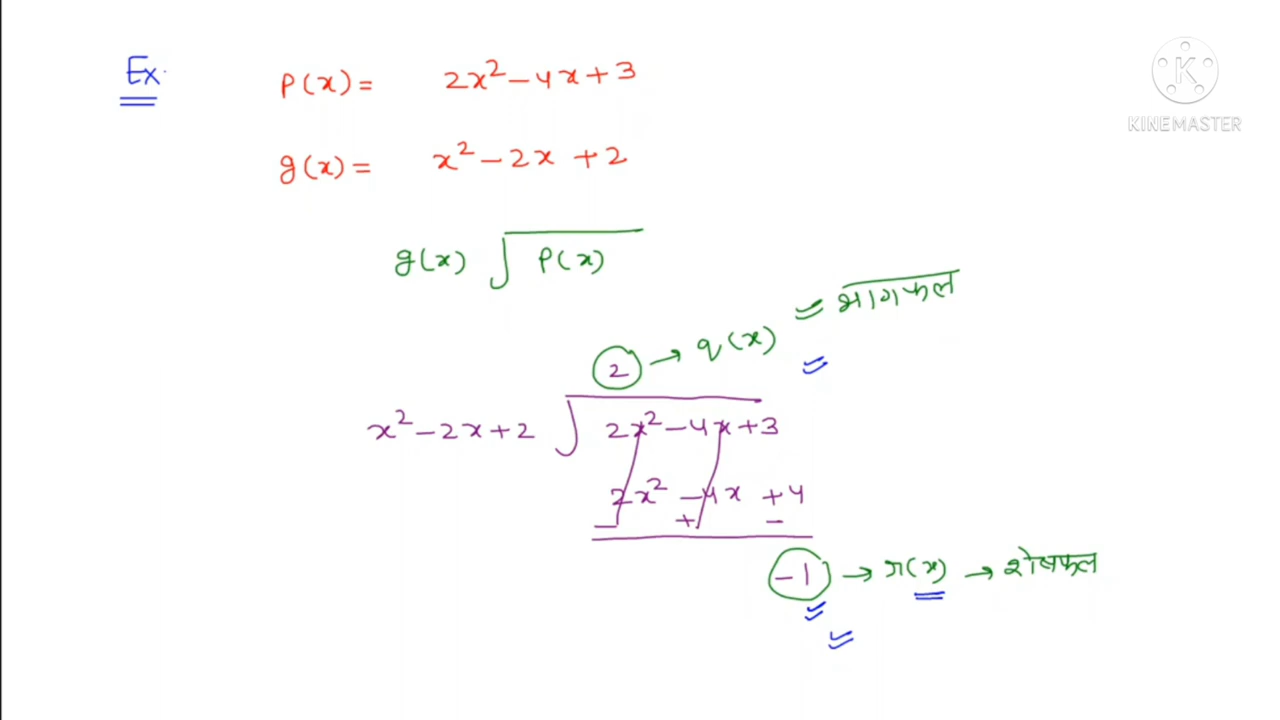 Ex.
P(x) = 2x² - 4x + 3
KINEMASTER
g(x) = x² - 2x + 2
g(x) √ P(x)
= भागफल
2 → q(x)
x² - 2x + 2 √ 2x² - 4x + 3
2x² - 4x + 4
- + -
-1 → r(x) → शेषफल